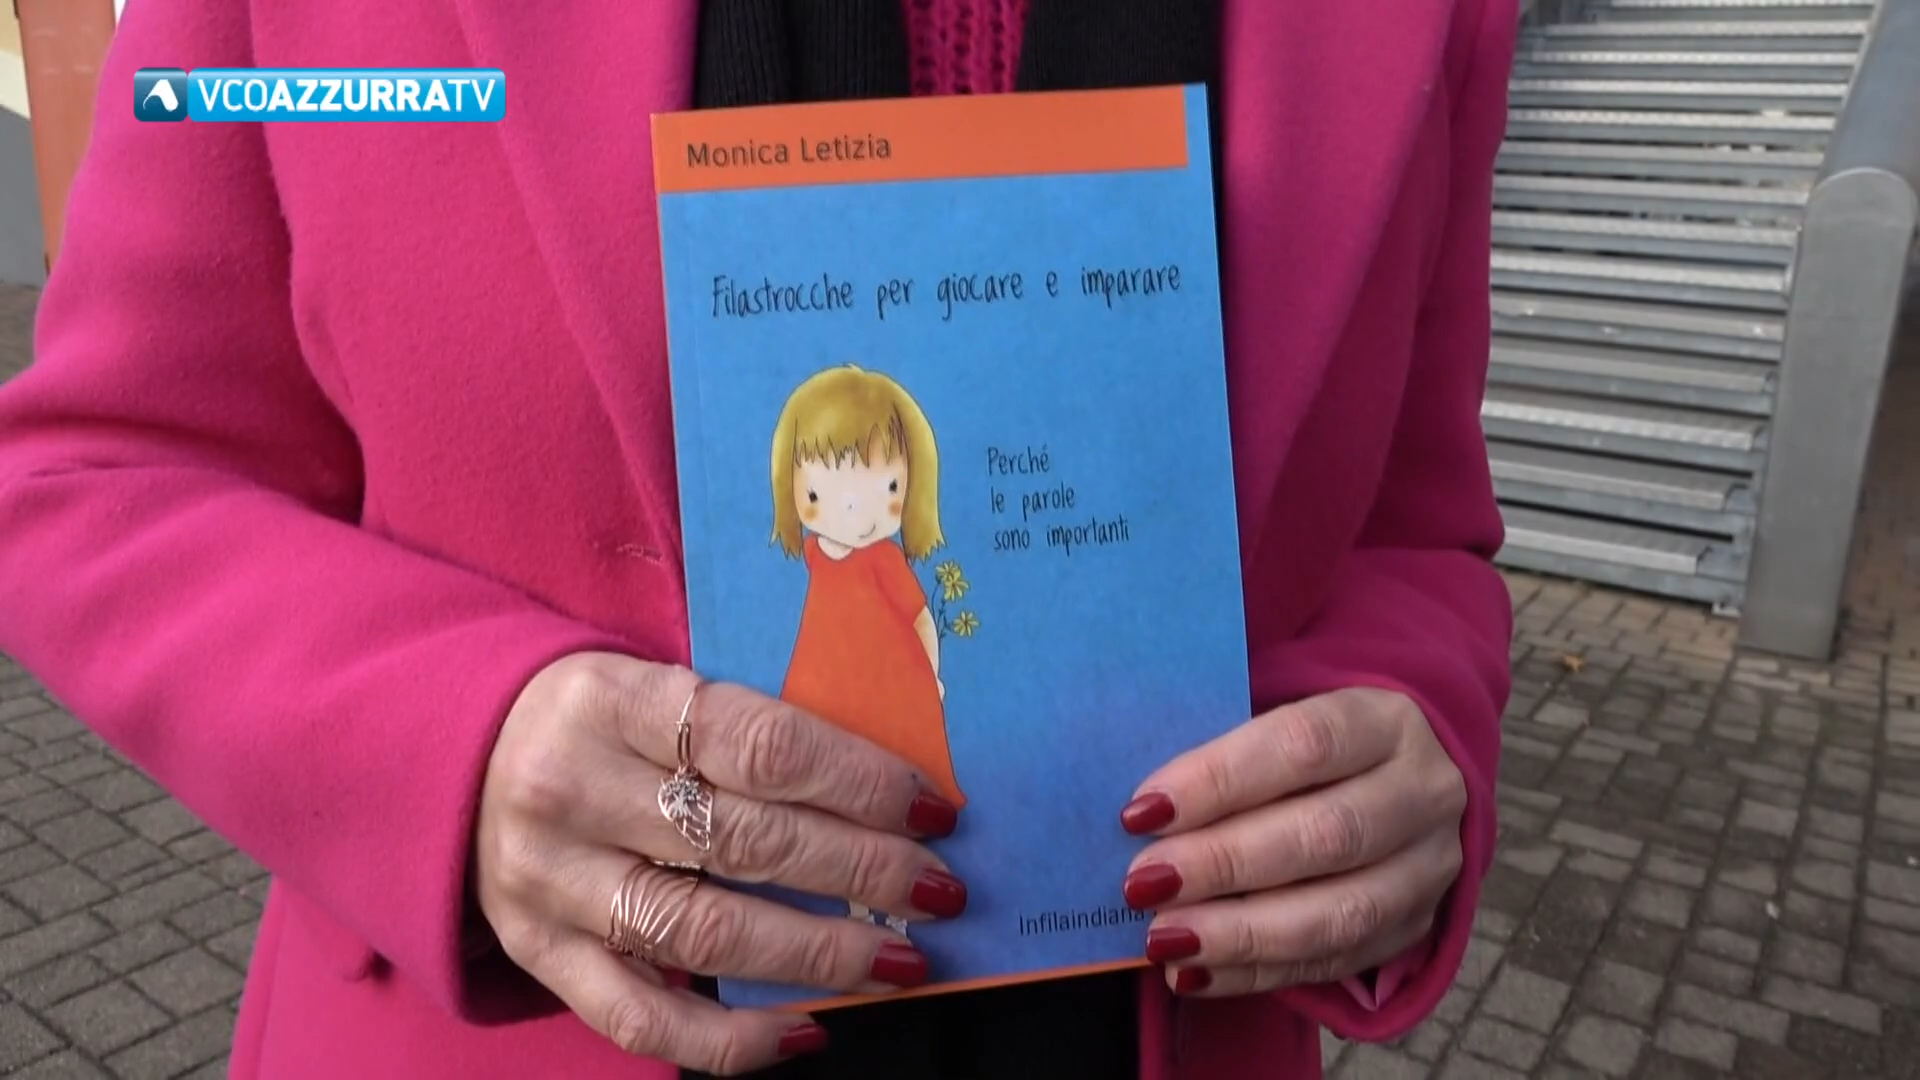 VCOAZZURRATV
Monica Letizia
Filastrocche per giocare e imparare
Perché
le parole
sono importanti
Infilaindiana